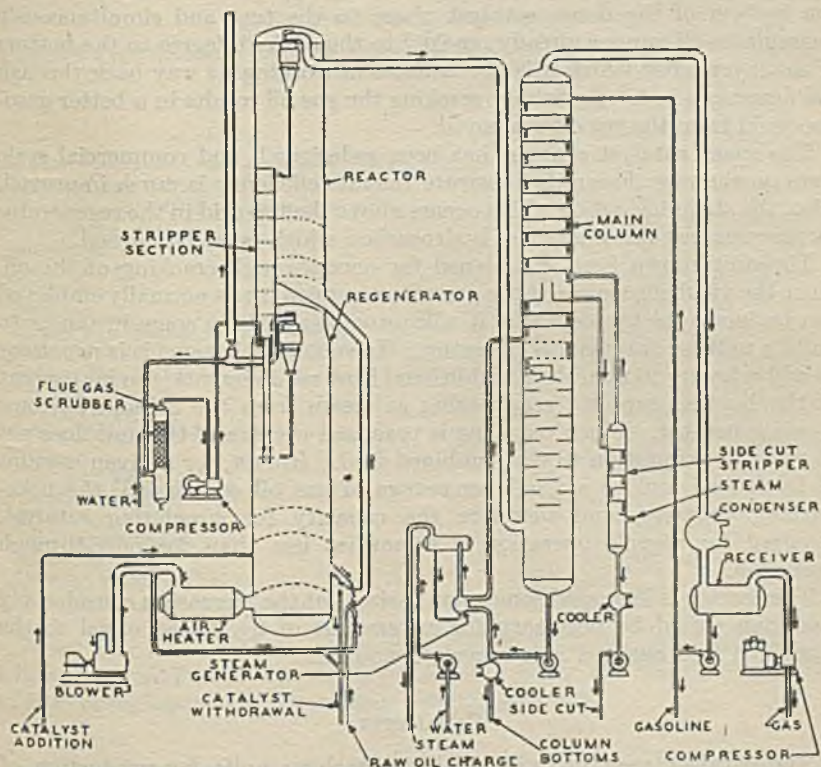 REACTOR
STRIPPER
SECTION
REGENERATOR
MAIN
COLUMN
FLUE GAS
SCRUBBER
WATER
COMPRESSOR
SIDE CUT
STRIPPER
STEAM
CONDENSER
RECEIVER
COOLER
AIR
HEATER
BLOWER
STEAM
GENERATOR
CATALYST
WITHDRAWAL
CATALYST
ADDITION
RAW OIL CHARGE
WATER
STEAM
COOLER
SIDE CUT
COLUMN
BOTTOMS
GASOLINE
GAS
COMPRESSOR